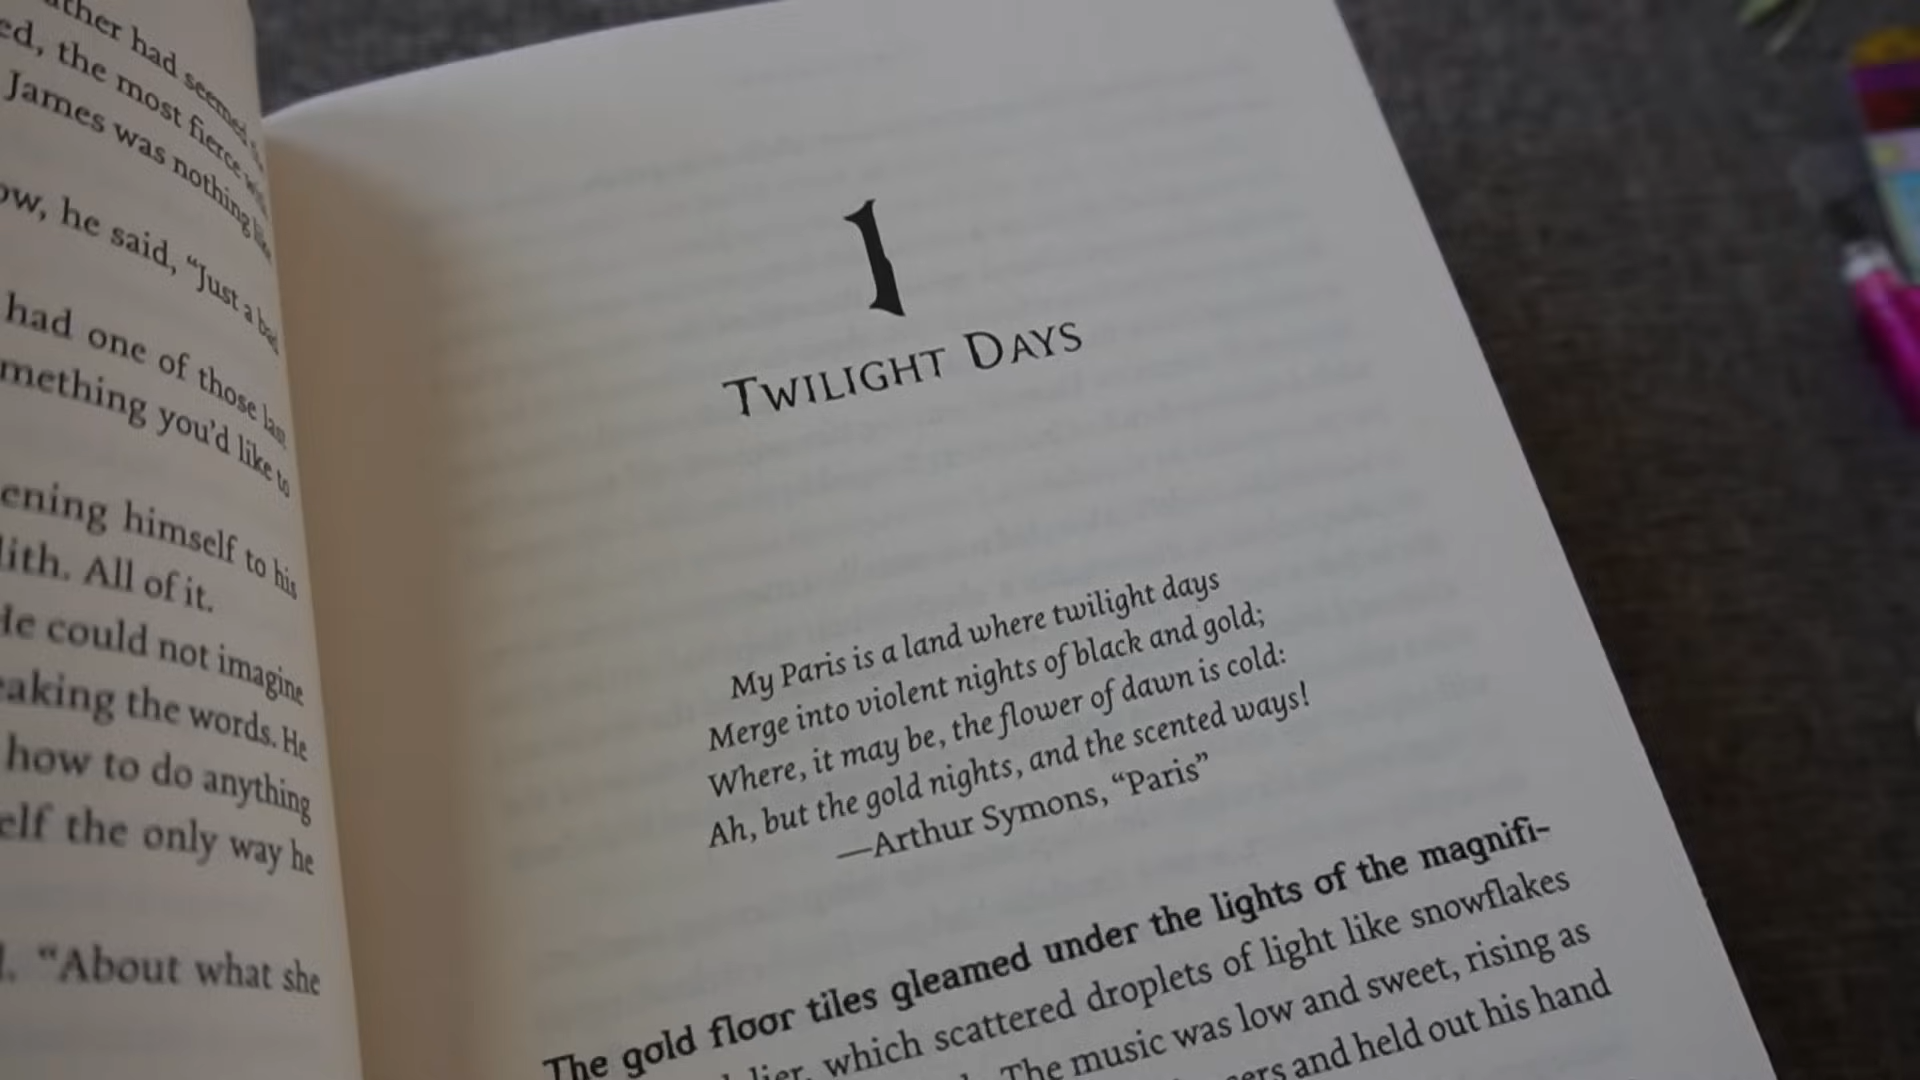 ther had seemed
ed, the most fierce
James was nothing like
ow, he said, “Just a bad
had one of those last
mething you’d like to
ening himself to his
lith. All of it.
He could not imagine
eaking the words. He
how to do anything
elf the only way he
“About what she
1
TWILIGHT DAYS
My Paris is a land where twilight days
Merge into violent nights of black and gold;
Where, it may be, the flower of dawn is cold:
Ah, but the gold nights, and the scented ways!
—Arthur Symons, “Paris”
The gold floor tiles gleamed under the lights of the magnifi-
lier, which scattered droplets of light like snowflakes
The music was low and sweet, rising as
cers and held out his hand